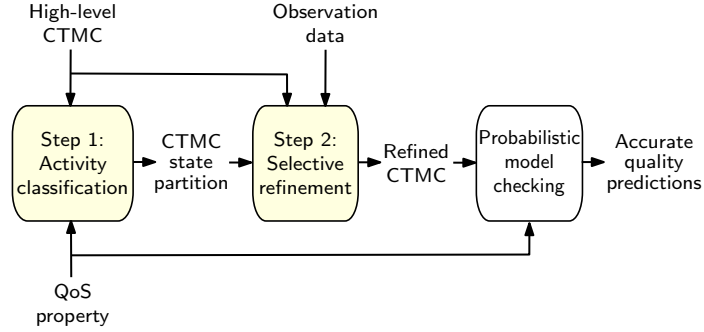 High-level
CTMC
Observation
data
Step 1:
Activity
classification
CTMC
state
partition
Step 2:
Selective
refinement
Refined
CTMC
Probabilistic
model
checking
Accurate
quality
predictions
QoS
property